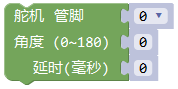 舵机 管脚 0
角度 (0~180) 0
延时(毫秒) 0